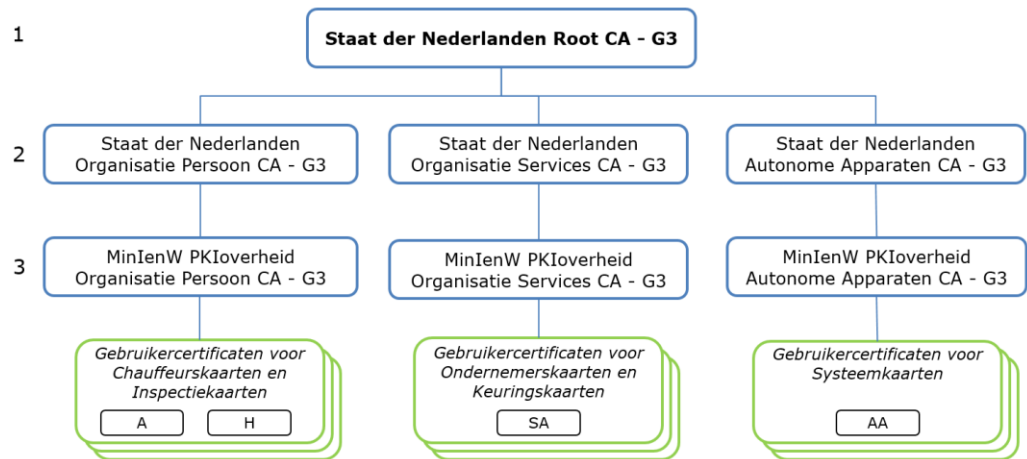 1
Staat der Nederlanden Root CA - G3
2
Staat der Nederlanden
Organisatie Persoon CA - G3
Staat der Nederlanden
Organisatie Services CA - G3
Staat der Nederlanden
Autonome Apparaten CA - G3
3
MinIenW PKIoverheid
Organisatie Persoon CA - G3
MinIenW PKIoverheid
Organisatie Services CA - G3
MinIenW PKIoverheid
Autonome Apparaten CA - G3
Gebruikercertificaten voor
Chauffeurskaarten en
Inspectiekaarten
A
H
Gebruikercertificaten voor
Ondernemerskaarten en
Keuringskaarten
SA
Gebruikercertificaten voor
Systeemkaarten
AA